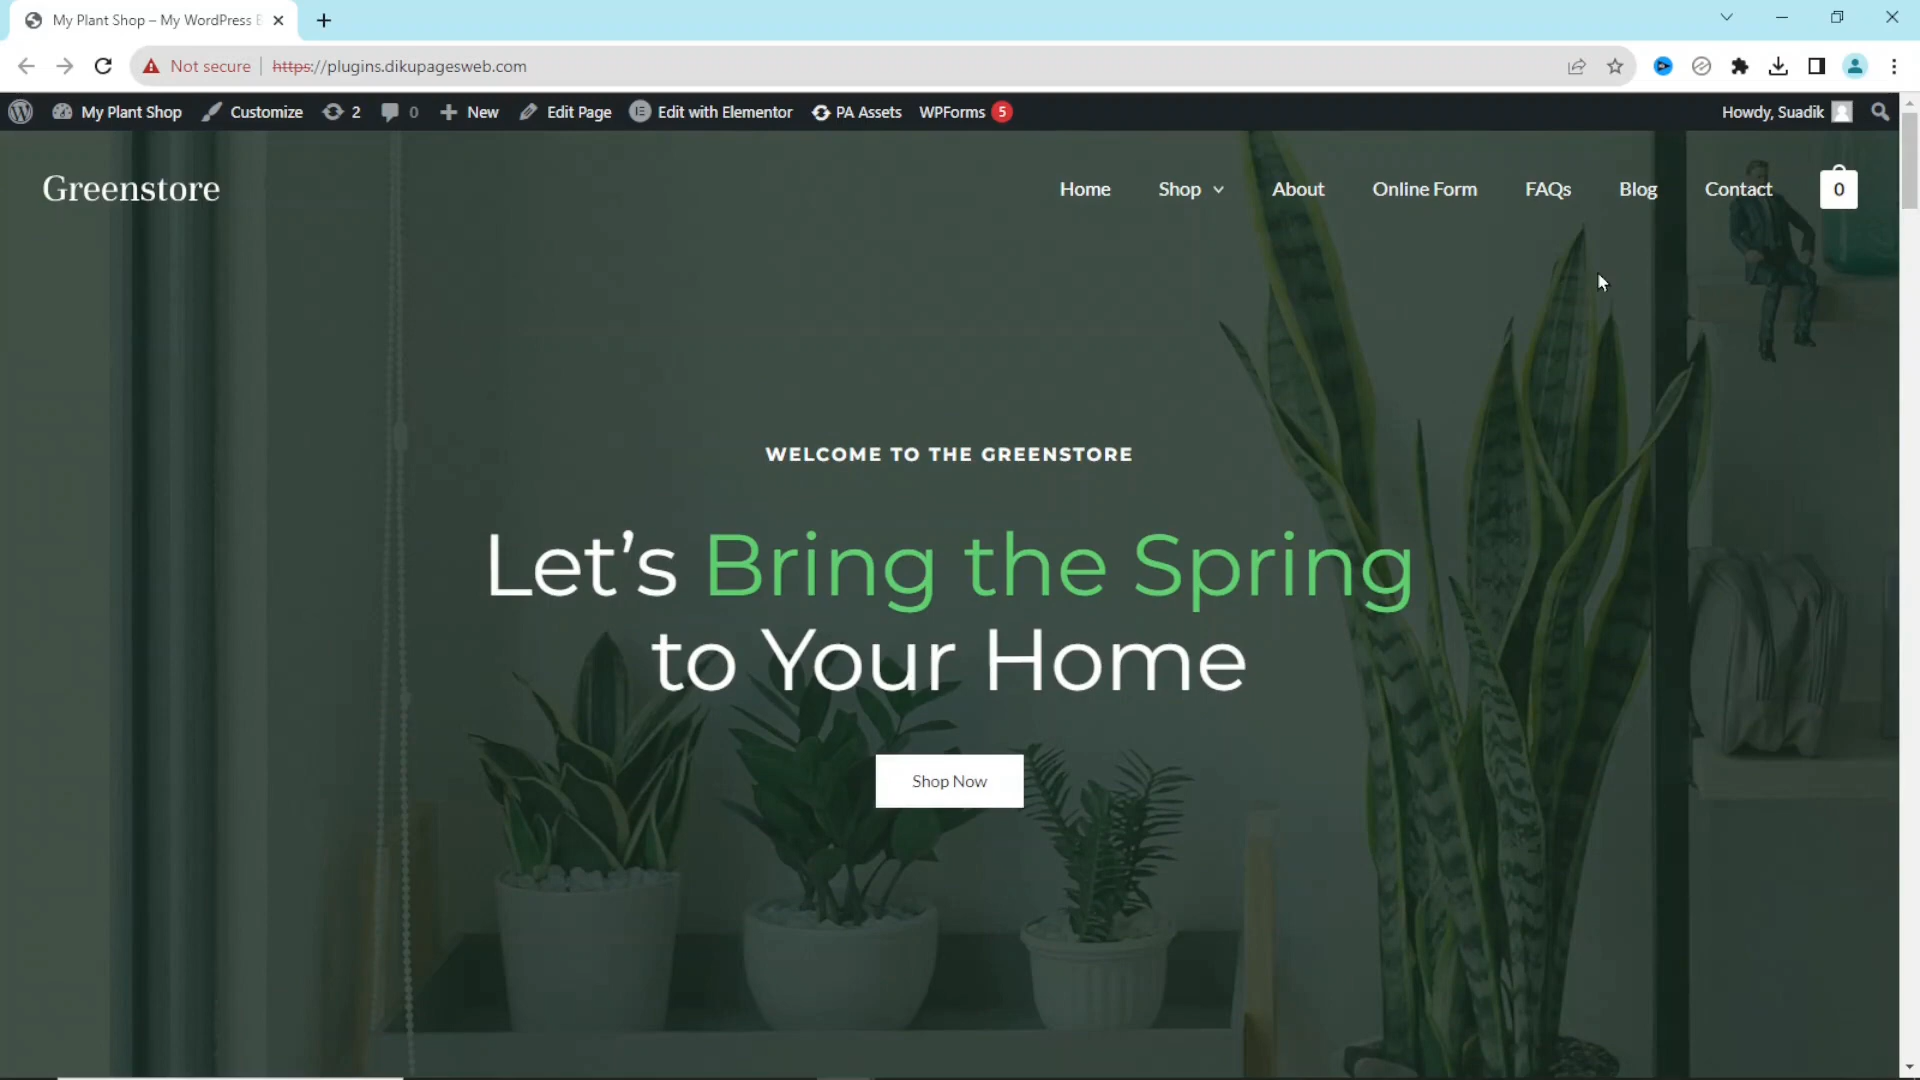 My Plant Shop – My WordPress B
Not secure https://plugins.dikupagesweb.com
My Plant Shop Customize 2 0 New Edit Page Edit with Elementor PA Assets WPForms 5 Howdy, Suadik
Greenstore Home Shop About Online Form FAQs Blog Contact 0
WELCOME TO THE GREENSTORE
Let’s Bring the Spring
to Your Home
Shop Now